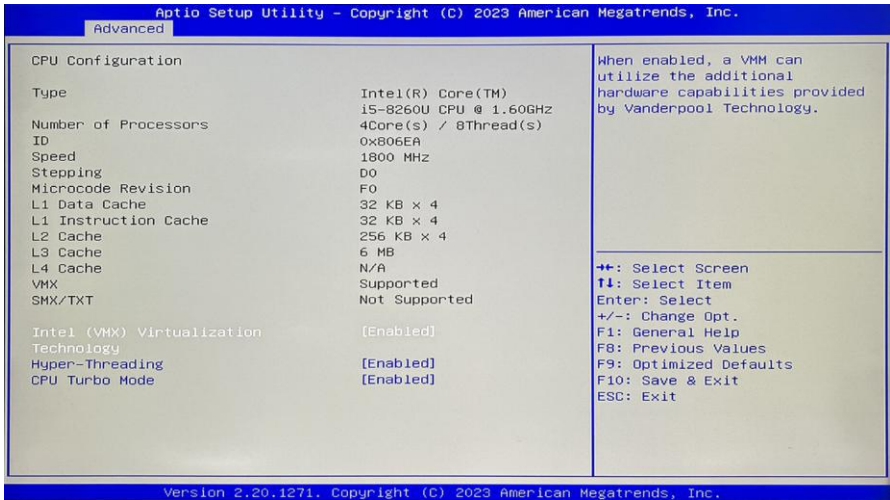 Aptio Setup Utility – Copyright (C) 2023 American Megatrends, Inc.
Advanced
CPU Configuration
Type Intel(R) Core(TM)
i5-8260U CPU @ 1.60GHz
Number of Processors 4Core(s) / 8Thread(s)
ID 0x806EA
Speed 1800 MHz
Stepping D0
Microcode Revision F0
L1 Data Cache 32 KB x 4
L1 Instruction Cache 32 KB x 4
L2 Cache 256 KB x 4
L3 Cache 6 MB
L4 Cache N/A
VMX Supported
SMX/TXT Not Supported
Intel (VMX) Virtualization [Enabled]
Technology
Hyper-Threading [Enabled]
CPU Turbo Mode [Enabled]
When enabled, a VMM can
utilize the additional
hardware capabilities provided
by Vanderpool Technology.
→←: Select Screen
↑↓: Select Item
Enter: Select
+/-: Change Opt.
F1: General Help
F8: Previous Values
F9: Optimized Defaults
F10: Save & Exit
ESC: Exit
Version 2.20.1271. Copyright (C) 2023 American Megatrends, Inc.